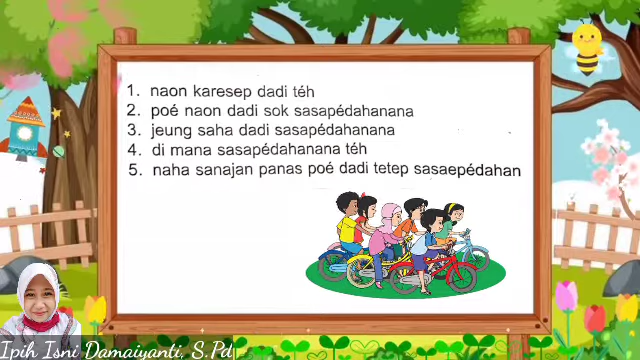 1. naon karesep dadi téh
2. poé naon dadi sok sasapédahanana
3. jeung saha dadi sasapédahanana
4. di mana sasapédahanana téh
5. naha sanajan panas poé dadi tetep sasaepédahan
Ipih Isni Damaiyanti, S.Pd